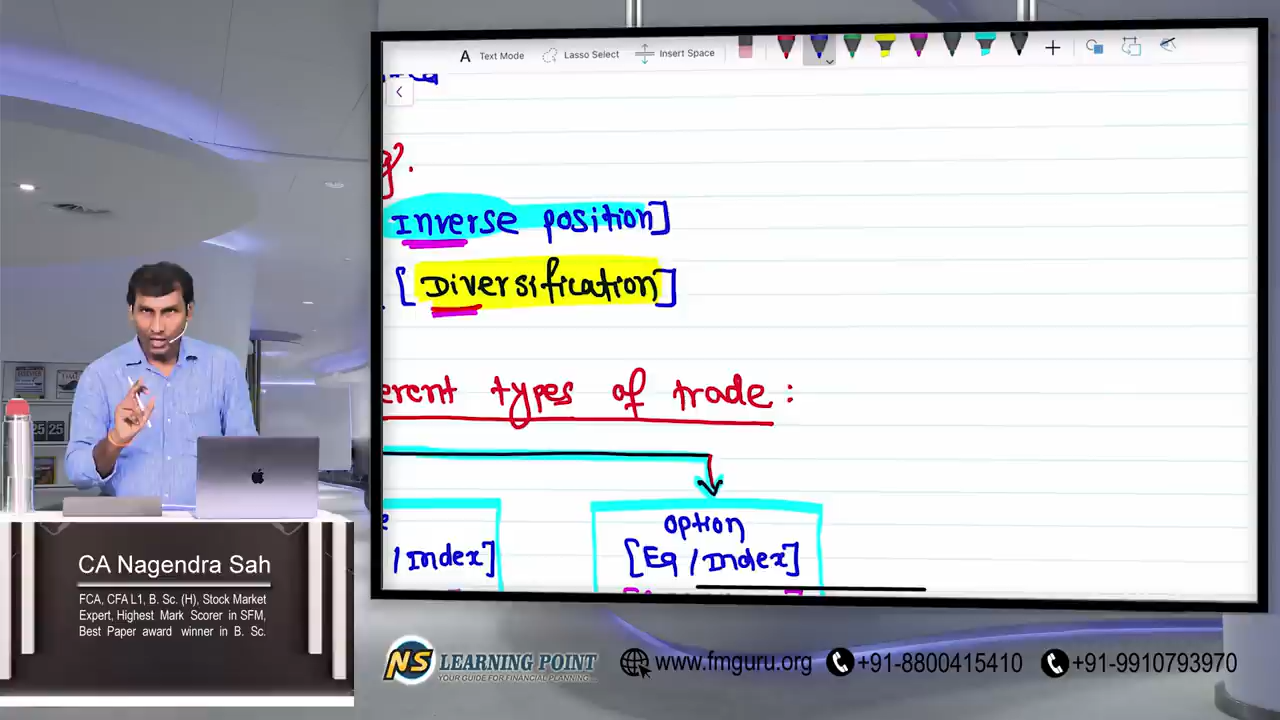 A Text Mode Lasso Select Insert Space
Inverse position]
[Diversification]
erent types of trade :
option
/Index]
[Eq /Index]
25 25
CA Nagendra Sah
FCA, CFA L1, B. Sc. (H), Stock Market
Expert, Highest Mark Scorer in SFM,
Best Paper award winner in B. Sc.
NS LEARNING POINT
YOUR GUIDE FOR FINANCIAL PLANNING...
www.fmguru.org
+91-8800415410
+91-9910793970